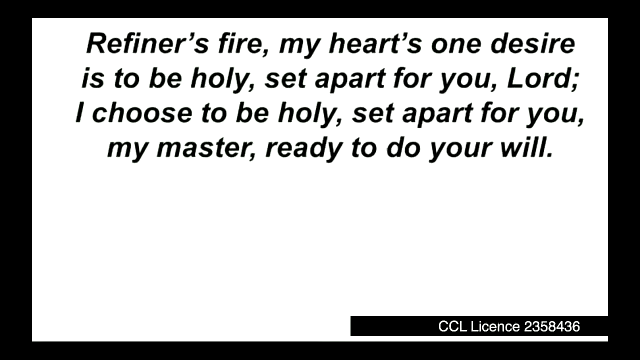 Refiner's fire, my heart's one desire
is to be holy, set apart for you, Lord;
I choose to be holy, set apart for you,
my master, ready to do your will.
CCL Licence 2358436